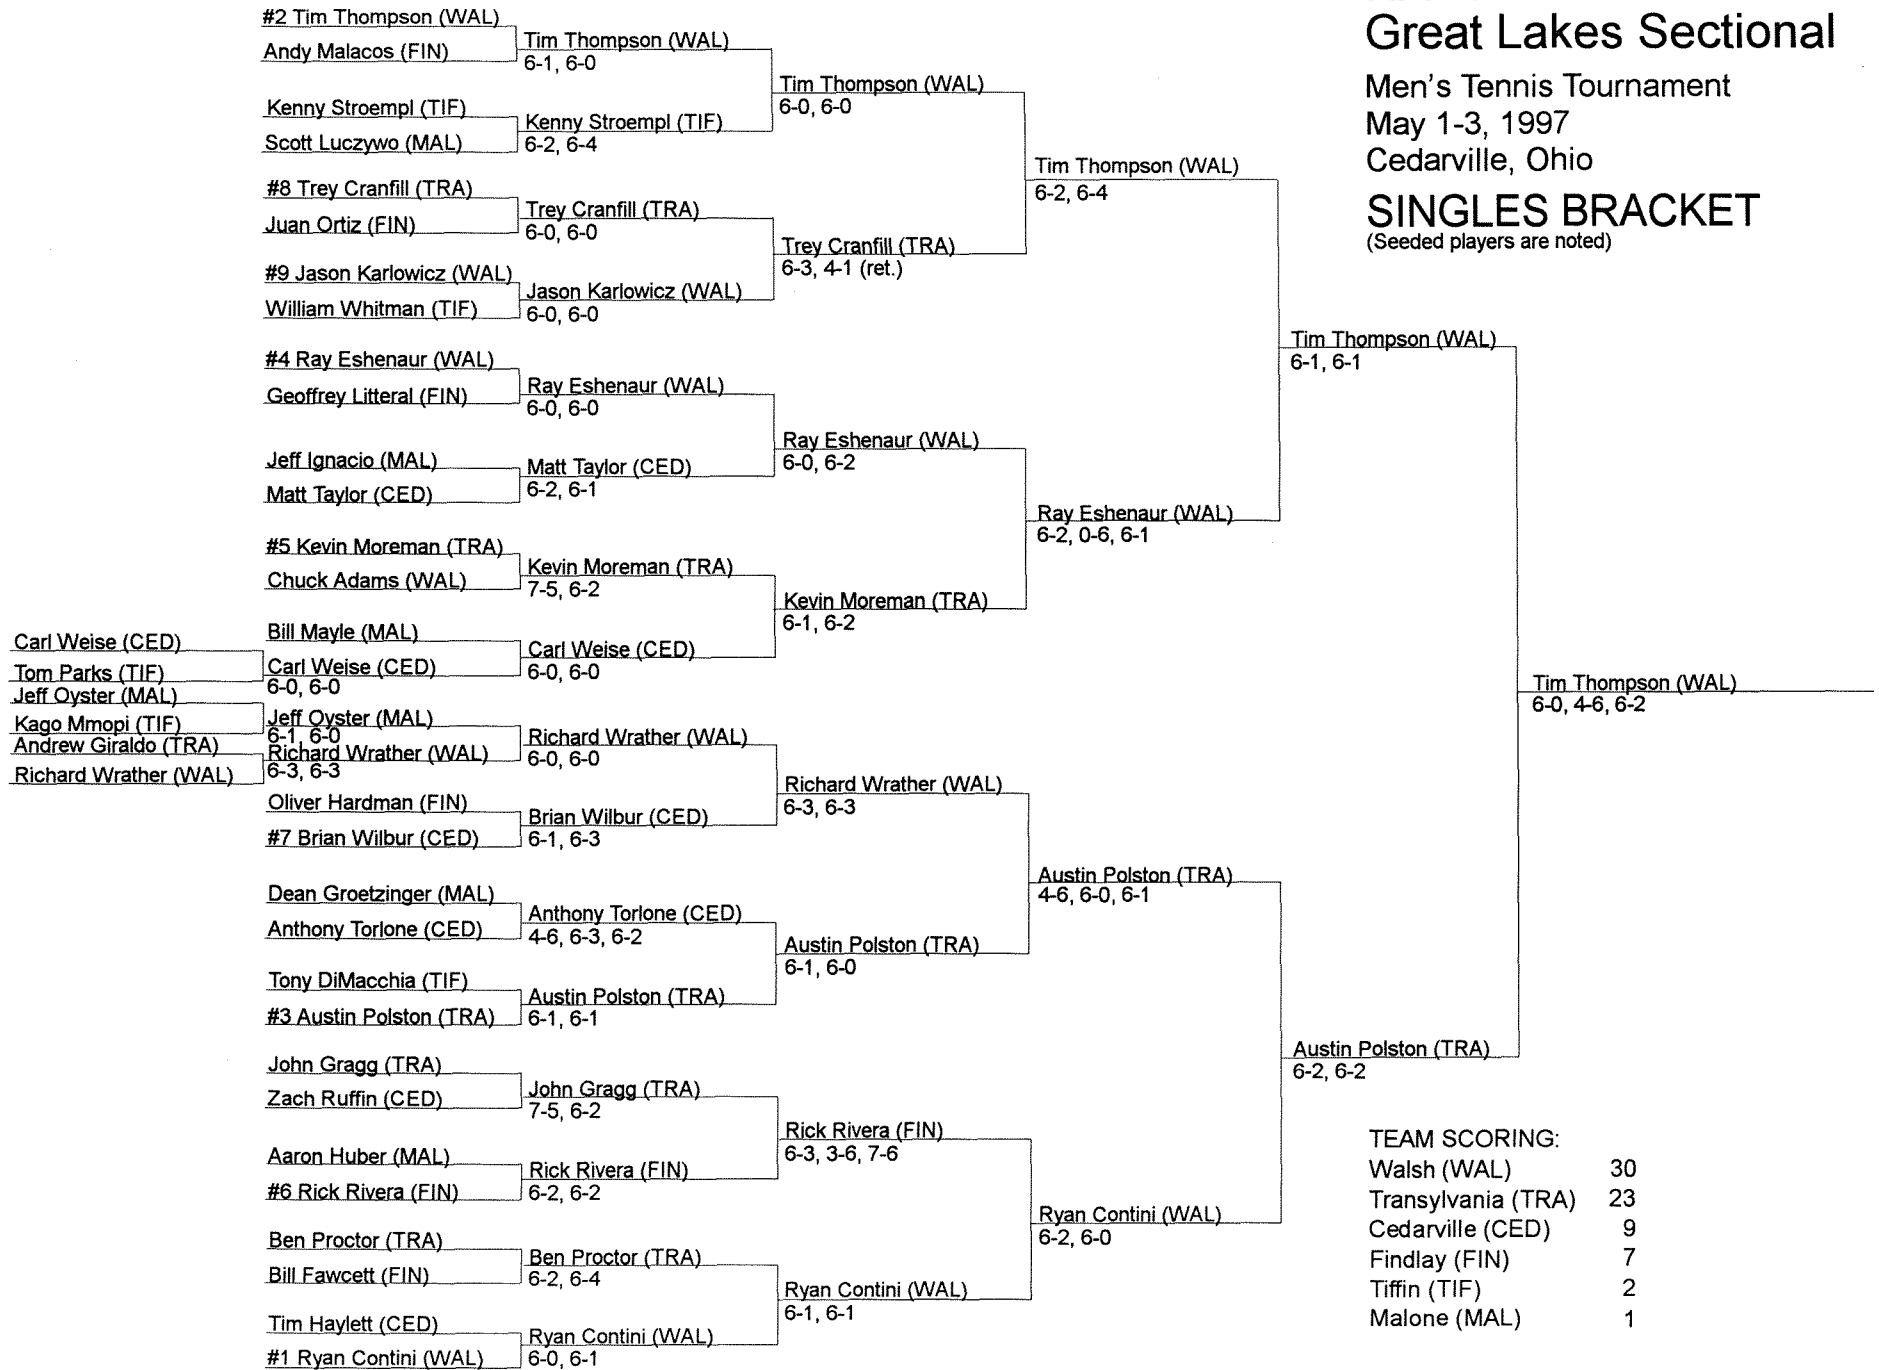 Great Lakes Sectional
Men's Tennis Tournament
May 1-3, 1997
Cedarville, Ohio
SINGLES BRACKET
(Seeded players are noted)
Carl Weise (CED)
Tom Parks (TIF)
Jeff Oyster (MAL)
Kago Mmopi (TIF)
Andrew Giraldo (TRA)
Richard Wrather (WAL)
#2 Tim Thompson (WAL)
Andy Malacos (FIN)
Kenny Stroempl (TIF)
Scott Luczywo (MAL)
#8 Trey Cranfill (TRA)
Juan Ortiz (FIN)
#9 Jason Karlowicz (WAL)
William Whitman (TIF)
#4 Ray Eshenaur (WAL)
Geoffrey Litteral (FIN)
Jeff Ignacio (MAL)
Matt Taylor (CED)
#5 Kevin Moreman (TRA)
Chuck Adams (WAL)
Bill Mayle (MAL)
Carl Weise (CED)
6-0, 6-0
Jeff Oyster (MAL)
6-1, 6-0
Richard Wrather (WAL)
6-3, 6-3
Oliver Hardman (FIN)
#7 Brian Wilbur (CED)
Dean Groetzinger (MAL)
Anthony Torlone (CED)
Tony DiMacchia (TIF)
#3 Austin Polston (TRA)
John Gragg (TRA)
Zach Ruffin (CED)
Aaron Huber (MAL)
#6 Rick Rivera (FIN)
Ben Proctor (TRA)
Bill Fawcett (FIN)
Tim Haylett (CED)
#1 Ryan Contini (WAL)
Tim Thompson (WAL)
6-1, 6-0
Kenny Stroempl (TIF)
6-2, 6-4
Trey Cranfill (TRA)
6-0, 6-0
Jason Karlowicz (WAL)
6-0, 6-0
Ray Eshenaur (WAL)
6-0, 6-0
Matt Taylor (CED)
6-2, 6-1
Kevin Moreman (TRA)
7-5, 6-2
Carl Weise (CED)
6-0, 6-0
Richard Wrather (WAL)
6-0, 6-0
Brian Wilbur (CED)
6-1, 6-3
Anthony Torlone (CED)
4-6, 6-3, 6-2
Austin Polston (TRA)
6-1, 6-1
John Gragg (TRA)
7-5, 6-2
Rick Rivera (FIN)
6-2, 6-2
Ben Proctor (TRA)
6-2, 6-4
Ryan Contini (WAL)
6-0, 6-1
Tim Thompson (WAL)
6-0, 6-0
Trey Cranfill (TRA)
6-3, 4-1 (ret.)
Ray Eshenaur (WAL)
6-0, 6-2
Kevin Moreman (TRA)
6-1, 6-2
Richard Wrather (WAL)
6-3, 6-3
Austin Polston (TRA)
6-1, 6-0
Rick Rivera (FIN)
6-3, 3-6, 7-6
Ryan Contini (WAL)
6-1, 6-1
Tim Thompson (WAL)
6-2, 6-4
Ray Eshenaur (WAL)
6-2, 0-6, 6-1
Austin Polston (TRA)
4-6, 6-0, 6-1
Ryan Contini (WAL)
6-2, 6-0
Tim Thompson (WAL)
6-1, 6-1
Austin Polston (TRA)
6-2, 6-2
Tim Thompson (WAL)
6-0, 4-6, 6-2
TEAM SCORING:
Walsh (WAL) 30
Transylvania (TRA) 23
Cedarville (CED) 9
Findlay (FIN) 7
Tiffin (TIF) 2
Malone (MAL) 1